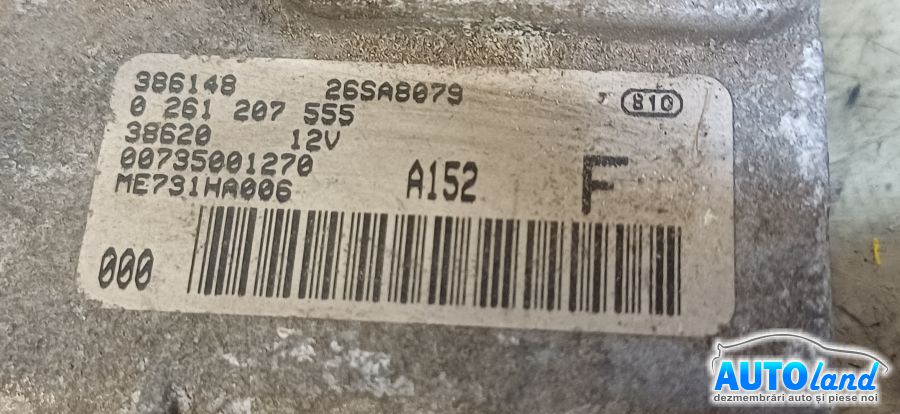 386148 26SA8079
0 261 207 555 810
38620 12V
00735001270
ME731HA006 A152 F
000
AUTOland
dezmembrări auto și piese noi